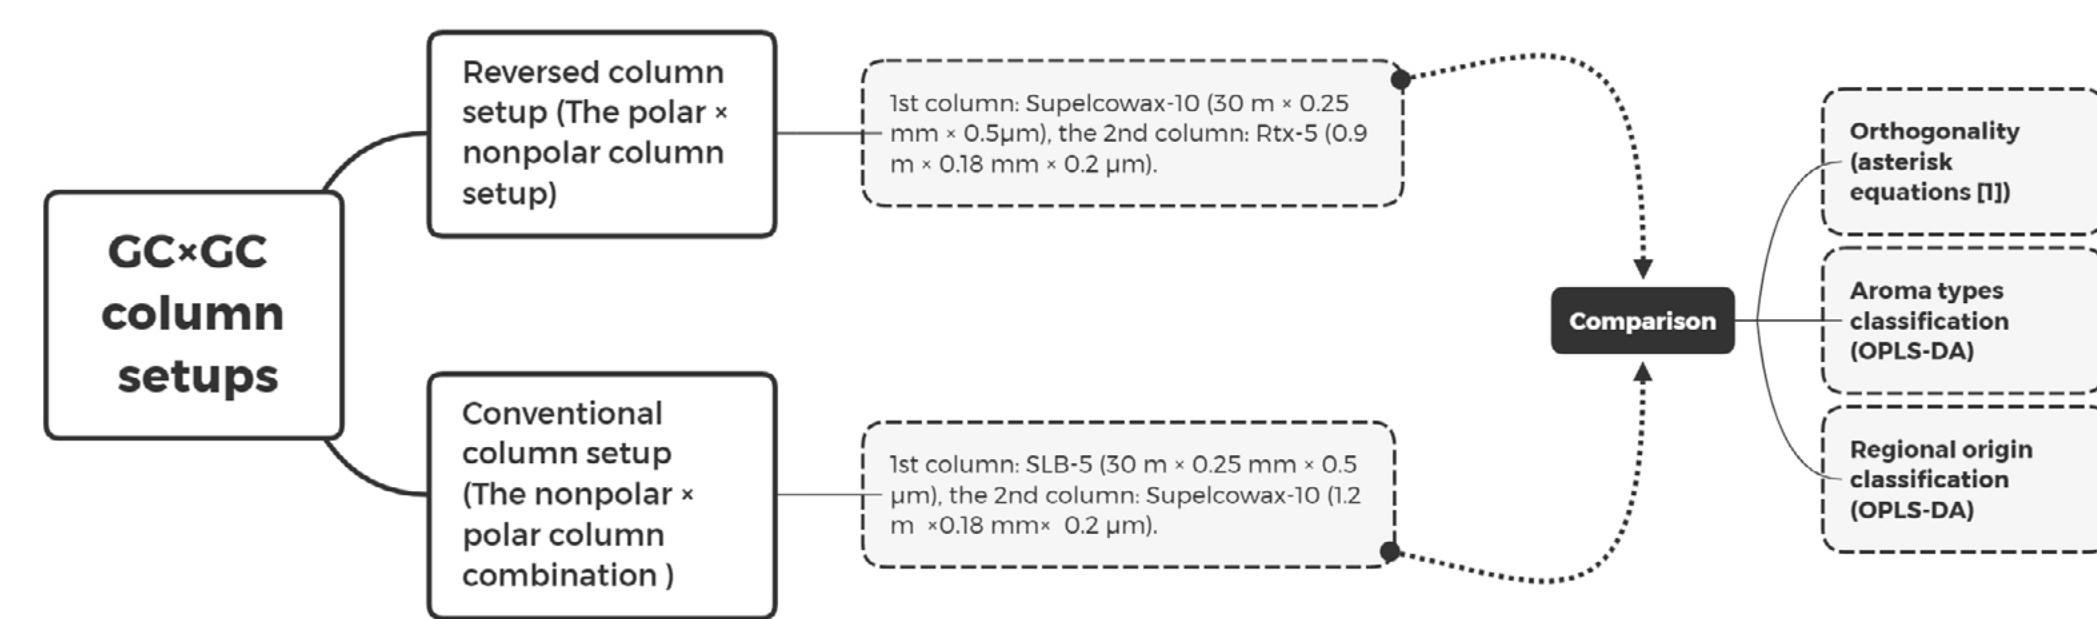 GC×GC
column
setups
Reversed column
setup (The polar ×
nonpolar column
setup)
1st column: Supelcowax-10 (30 m × 0.25
mm × 0.5µm), the 2nd column: Rtx-5 (0.9
m × 0.18 mm × 0.2 µm).
Conventional
column setup
(The nonpolar ×
polar column
combination )
1st column: SLB-5 (30 m × 0.25 mm × 0.5
µm), the 2nd column: Supelcowax-10 (1.2
m ×0.18 mm× 0.2 µm).
Comparison
Orthogonality
(asterisk
equations [1])
Aroma types
classification
(OPLS-DA)
Regional origin
classification
(OPLS-DA)